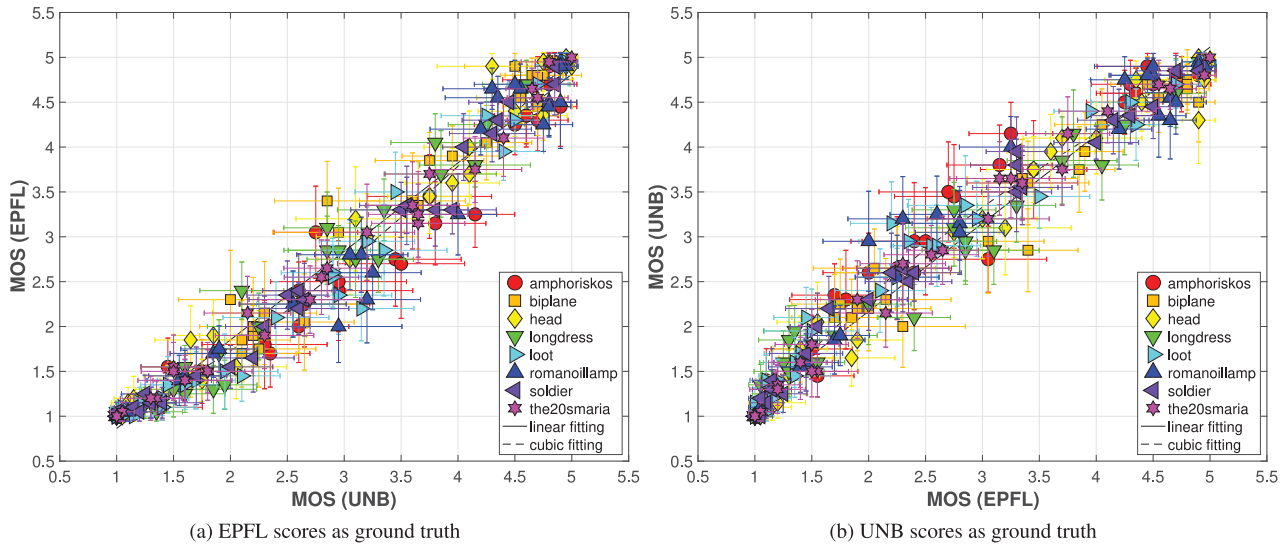 5.5
5
4.5
4
3.5
3
2.5
2
1.5
1
0.5
MOS (EPFL)
0.5 1 1.5 2 2.5 3 3.5 4 4.5 5 5.5
MOS (UNB)
amphoriskos
biplane
head
longdress
loot
romanoillamp
soldier
the20smaria
linear fitting
cubic fitting
(a) EPFL scores as ground truth
5.5
5
4.5
4
3.5
3
2.5
2
1.5
1
0.5
MOS (UNB)
0.5 1 1.5 2 2.5 3 3.5 4 4.5 5 5.5
MOS (EPFL)
amphoriskos
biplane
head
longdress
loot
romanoillamp
soldier
the20smaria
linear fitting
cubic fitting
(b) UNB scores as ground truth